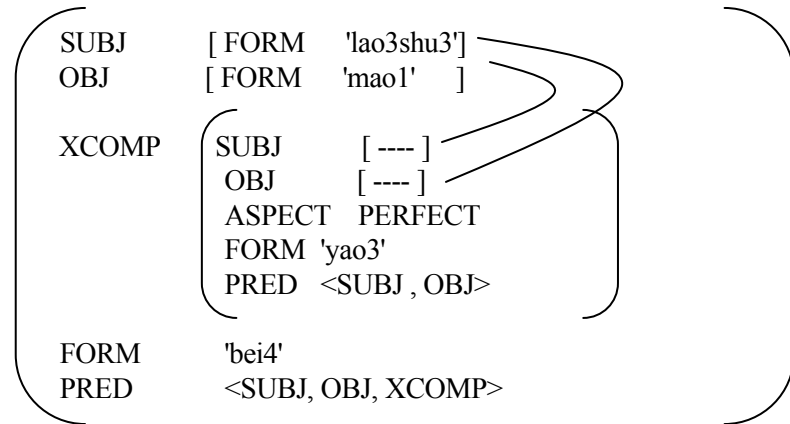 SUBJ [ FORM 'lao3shu3']
OBJ [ FORM 'mao1' ]
XCOMP SUBJ [ ---- ]
OBJ [ ---- ]
ASPECT PERFECT
FORM 'yao3'
PRED <SUBJ , OBJ>
FORM 'bei4'
PRED <SUBJ, OBJ, XCOMP>